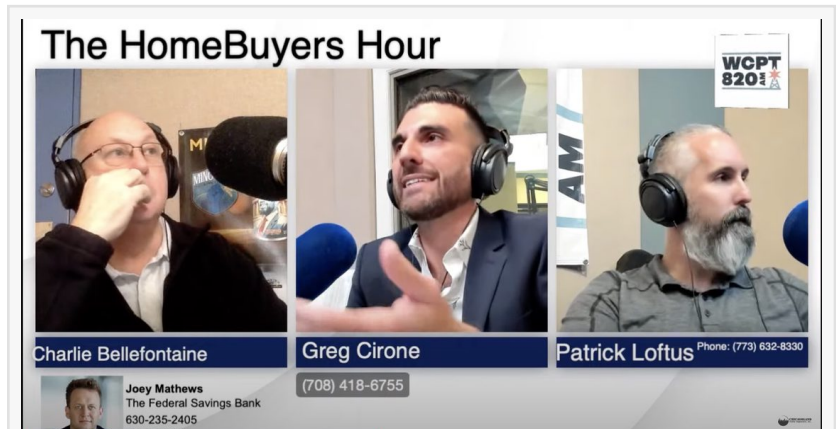 The HomeBuyers Hour
WCPT
820 AM
AM
Charlie Bellefontaine
Greg Cirone
Patrick Loftus Phone: (773) 632-8330
Joey Mathews
The Federal Savings Bank
630-235-2405
(708) 418-6755